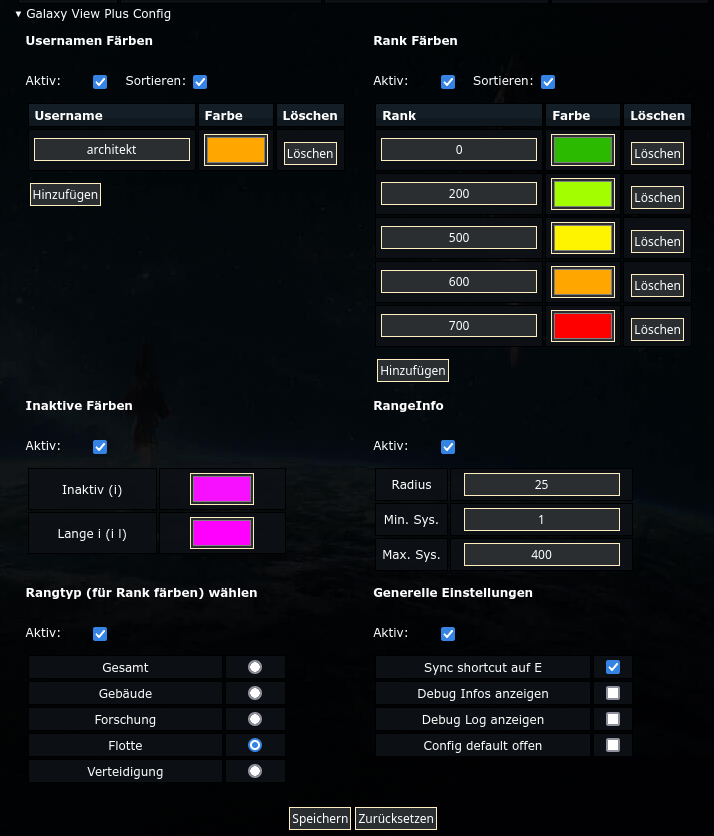 ▾ Galaxy View Plus Config
Usernamen Färben
Aktiv: Sortieren:
Username Farbe Löschen
architekt Löschen
Hinzufügen
Rank Färben
Aktiv: Sortieren:
Rank Farbe Löschen
0 Löschen
200 Löschen
500 Löschen
600 Löschen
700 Löschen
Hinzufügen
Inaktive Färben
Aktiv:
Inaktiv (i)
Lange i (i I)
RangeInfo
Aktiv:
Radius 25
Min. Sys. 1
Max. Sys. 400
Rangtyp (für Rank färben) wählen
Aktiv:
Gesamt
Gebäude
Forschung
Flotte
Verteidigung
Generelle Einstellungen
Aktiv:
Sync shortcut auf E
Debug Infos anzeigen
Debug Log anzeigen
Config default offen
Speichern Zurücksetzen